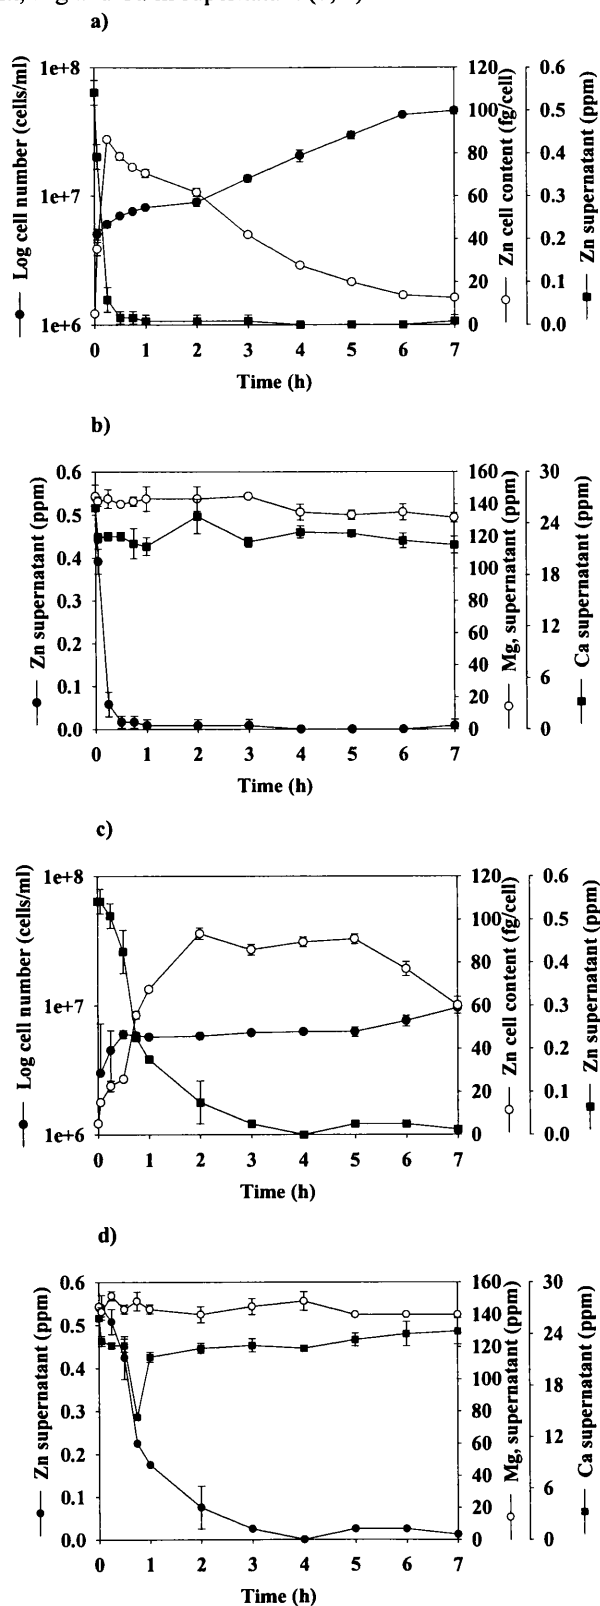 a)
Log cell number (cells/ml)
1e+8
1e+7
1e+6
120
100
80
60
40
20
0
Zn cell content (fg/cell)
0.6
0.5
0.4
0.3
0.2
0.1
0.0
Zn supernatant (ppm)
0 1 2 3 4 5 6 7
Time (h)
b)
Zn supernatant (ppm)
0.6
0.5
0.4
0.3
0.2
0.1
0.0
160
140
120
100
80
60
40
20
0
Mg, supernatant (ppm)
30
24
18
12
6
0
Ca supernatant (ppm)
0 1 2 3 4 5 6 7
Time (h)
c)
Log cell number (cells/ml)
1e+8
1e+7
1e+6
120
100
80
60
40
20
0
Zn cell content (fg/cell)
0.6
0.5
0.4
0.3
0.2
0.1
0.0
Zn supernatant (ppm)
0 1 2 3 4 5 6 7
Time (h)
d)
Zn supernatant (ppm)
0.6
0.5
0.4
0.3
0.2
0.1
0.0
160
140
120
100
80
60
40
20
0
Mg, supernatant (ppm)
30
24
18
12
6
0
Ca supernatant (ppm)
0 1 2 3 4 5 6 7
Time (h)